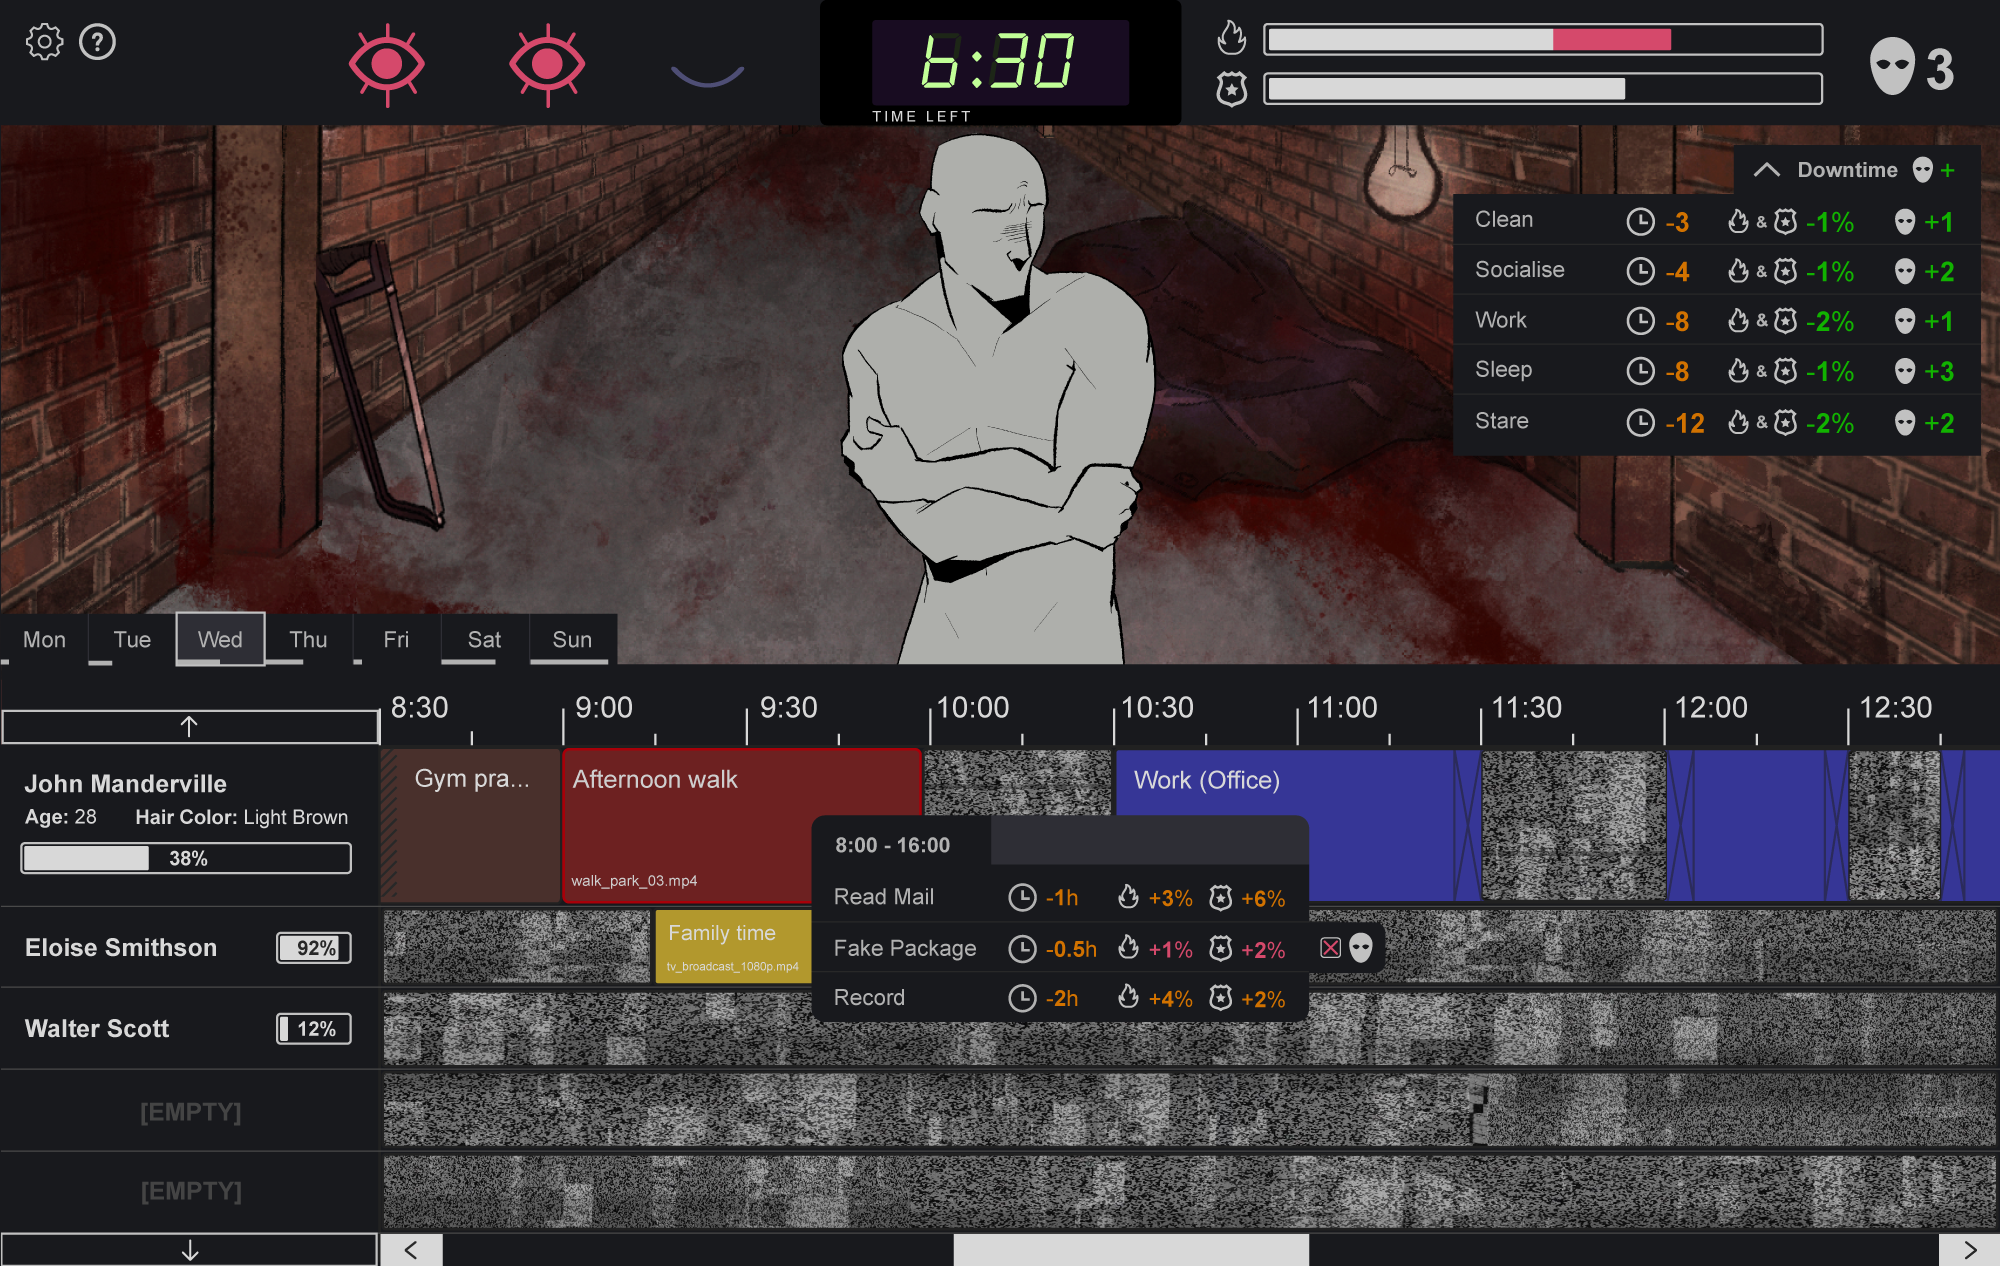 6:30
TIME LEFT
3
Downtime +
Clean -3 & -1% +1
Socialise -4 & -1% +2
Work -8 & -2% +1
Sleep -8 & -1% +3
Stare -12 & -2% +2
Mon Tue Wed Thu Fri Sat Sun
8:30 9:00 9:30 10:00 10:30 11:00 11:30 12:00 12:30
John Manderville
Age: 28 Hair Color: Light Brown
38%
Gym pra...
Afternoon walk
walk_park_03.mp4
Work (Office)
8:00 - 16:00
Read Mail -1h +3% +6%
Fake Package -0.5h +1% +2%
Record -2h +4% +2%
Eloise Smithson 92%
Family time
tv_broadcast_1080p.mp4
Walter Scott 12%
[EMPTY]
[EMPTY]